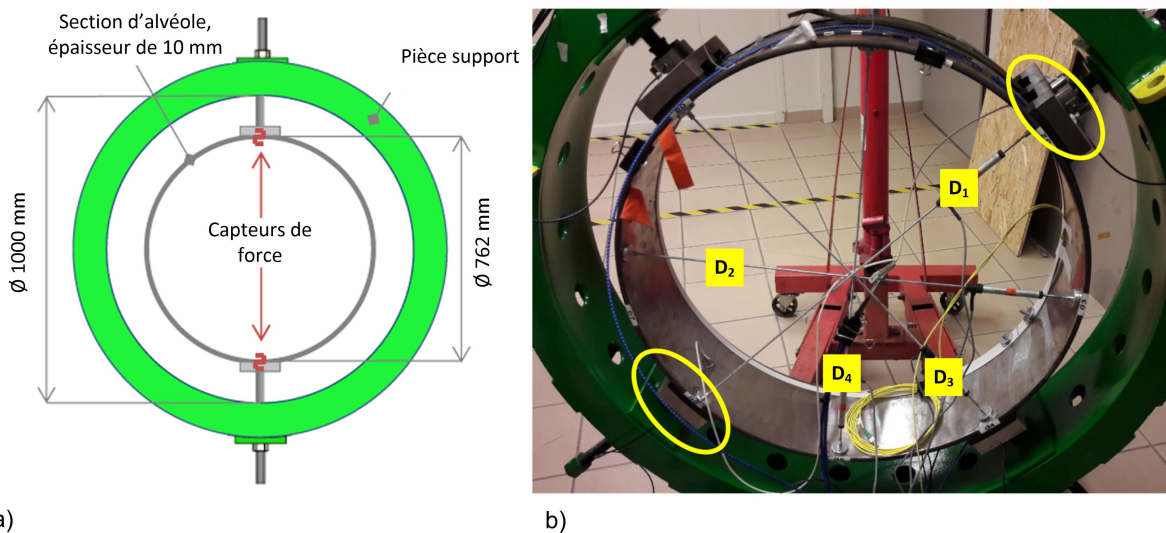 Section d'alvéole,
épaisseur de 10 mm
Pièce support
Ø 1000 mm
Capteurs de
force
Ø 762 mm
D1
D2
D4
D3
a)
b)